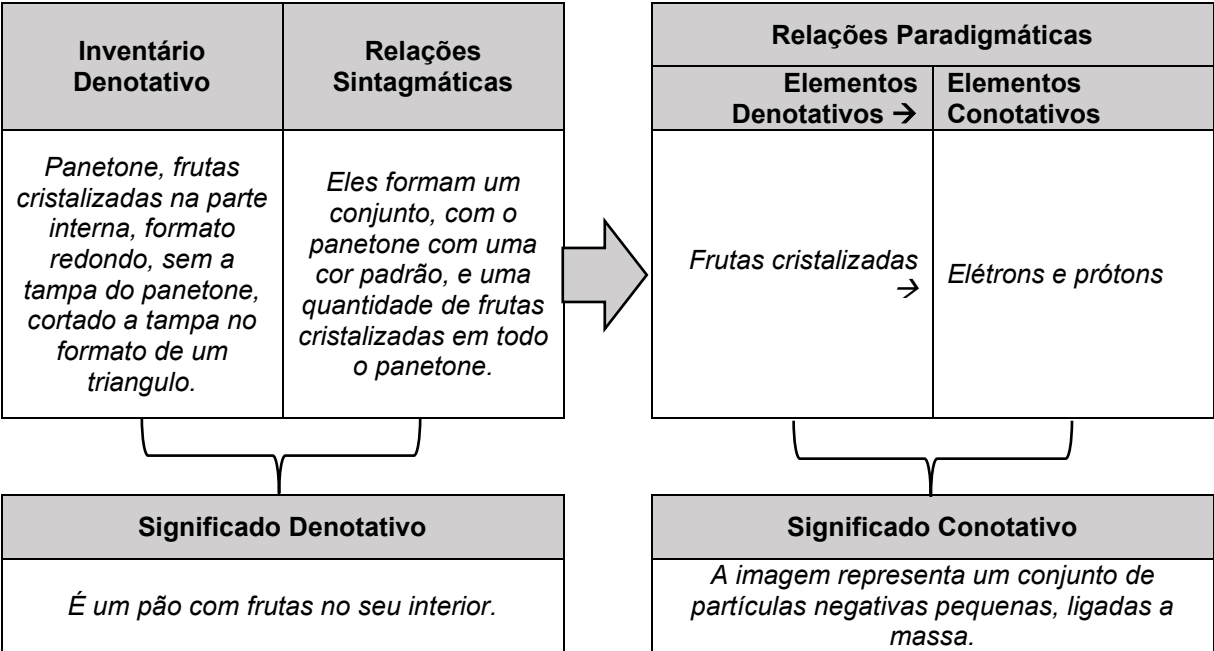 Inventário
Denotativo
Relações
Sintagmáticas
Panetone, frutas
cristalizadas na parte
interna, formato
redondo, sem a
tampa do panetone,
cortado a tampa no
formato de um
triangulo.
Eles formam um
conjunto, com o
panetone com uma
cor padrão, e uma
quantidade de frutas
cristalizadas em todo
o panetone.
Relações Paradigmáticas
Elementos
Denotativos →
Elementos
Conotativos
Frutas cristalizadas
→
Elétrons e prótons
Significado Denotativo
É um pão com frutas no seu interior.
Significado Conotativo
A imagem representa um conjunto de
partículas negativas pequenas, ligadas a
massa.